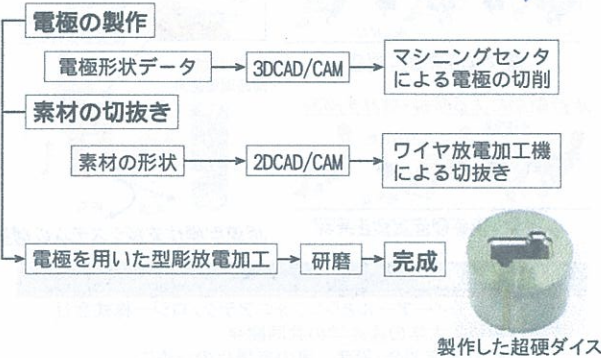 電極の製作
電極形状データ
3DCAD/CAM
マシニングセンタ
による電極の切削
素材の切抜き
素材の形状
2DCAD/CAM
ワイヤ放電加工機
による切抜き
電極を用いた型彫放電加工
研磨
完成
製作した超硬ダイス